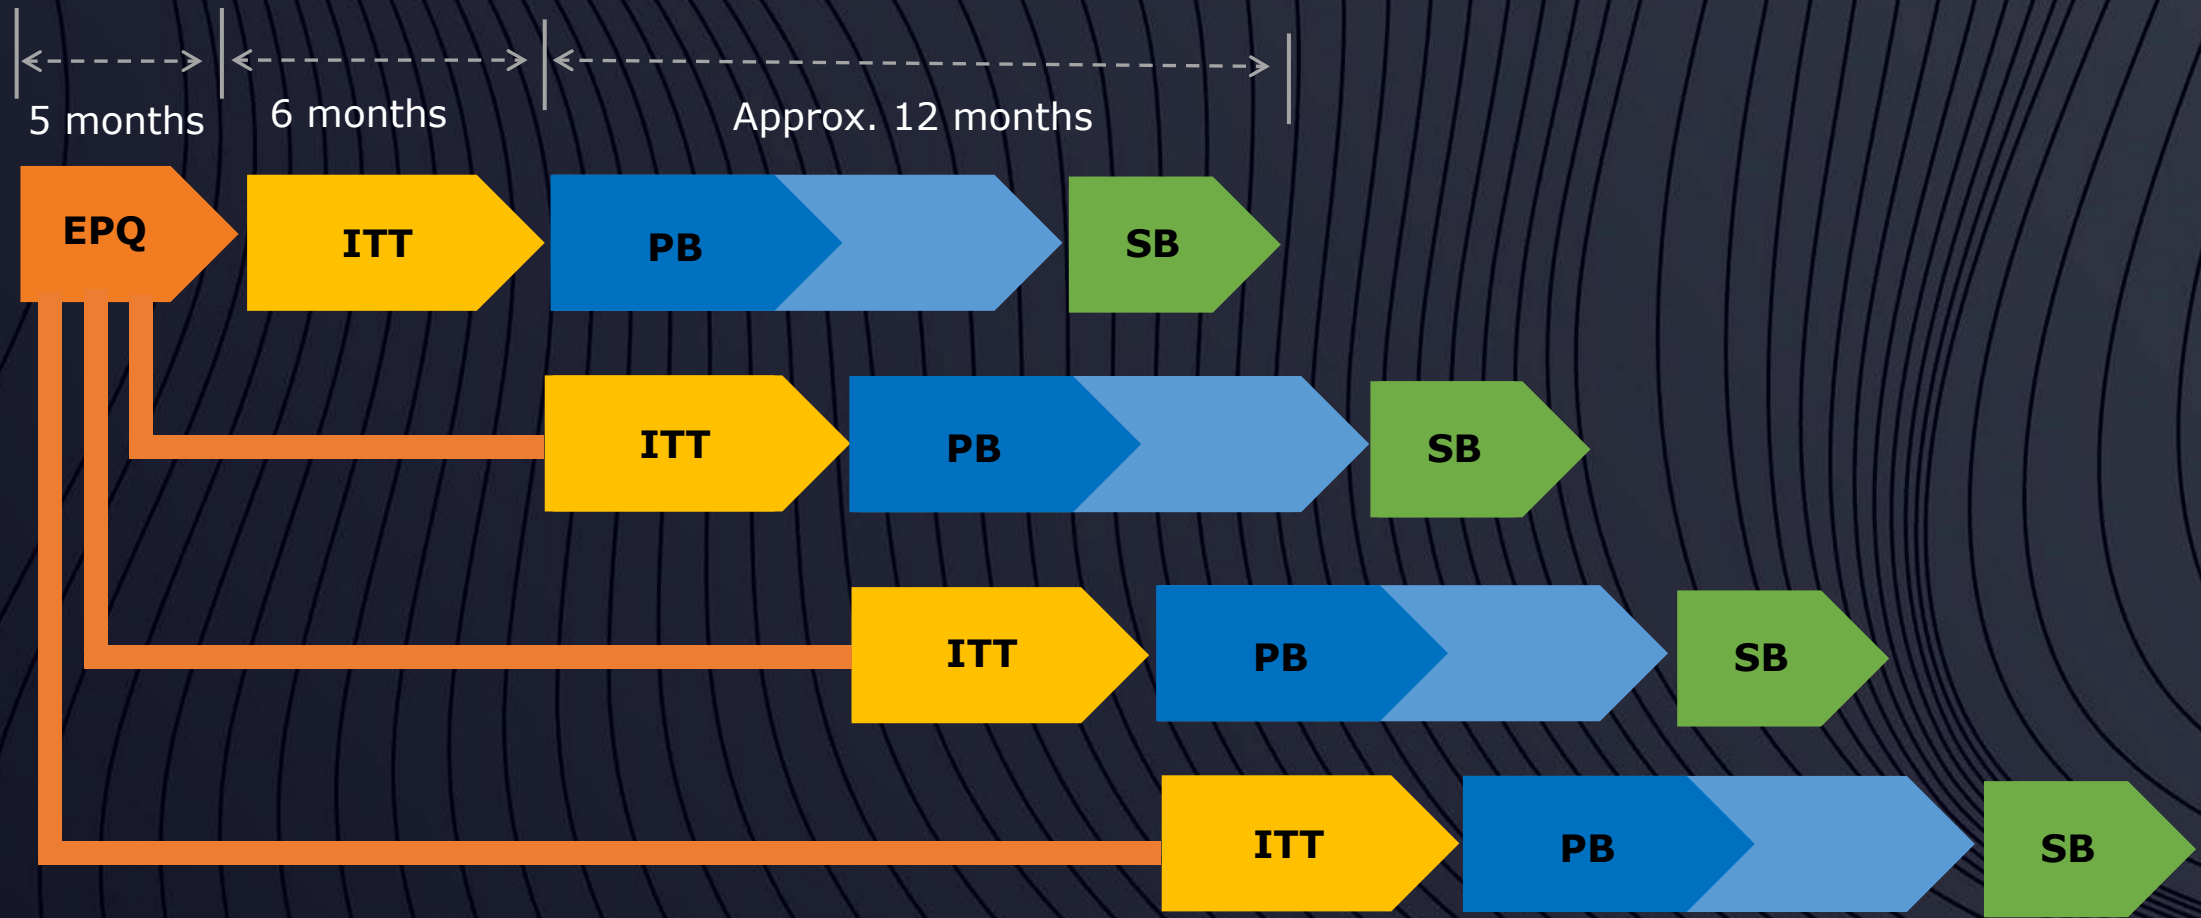 5 months
6 months
Approx. 12 months
EPQ
ITT
PB
SB
ITT
PB
SB
ITT
PB
SB
ITT
PB
SB